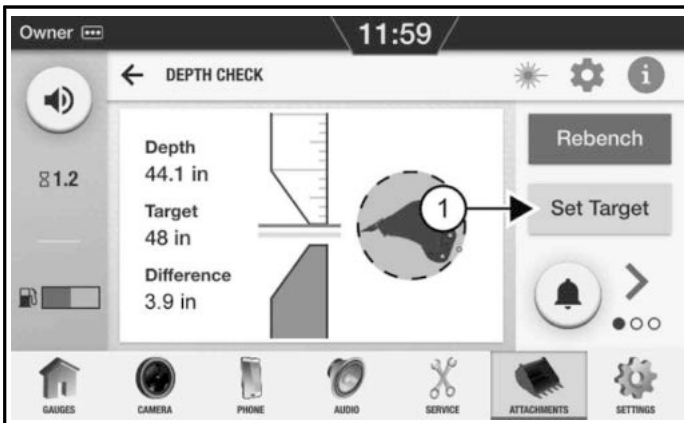 Owner
11:59
DEPTH CHECK
i
1.2
Depth
44.1 in
Target
48 in
Difference
3.9 in
1
Rebench
Set Target
GAUGES
CAMERA
PHONE
AUDIO
SERVICE
ATTACHMENTS
SETTINGS